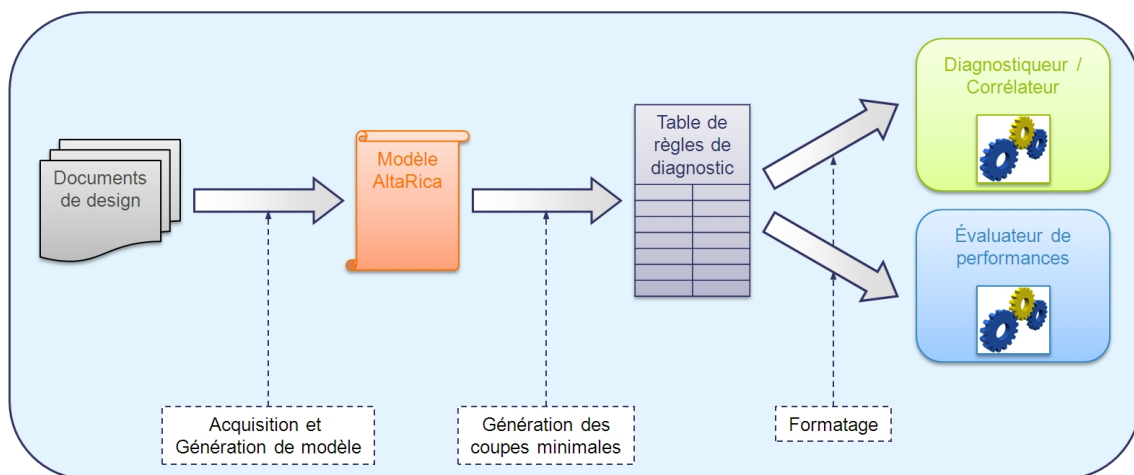 Documents
de design
Modèle
AltaRica
Table de
règles de
diagnostic
Diagnostiqueur /
Corrélateur
Évaluateur de
performances
Acquisition et
Génération de modèle
Génération des
coupes minimales
Formatage